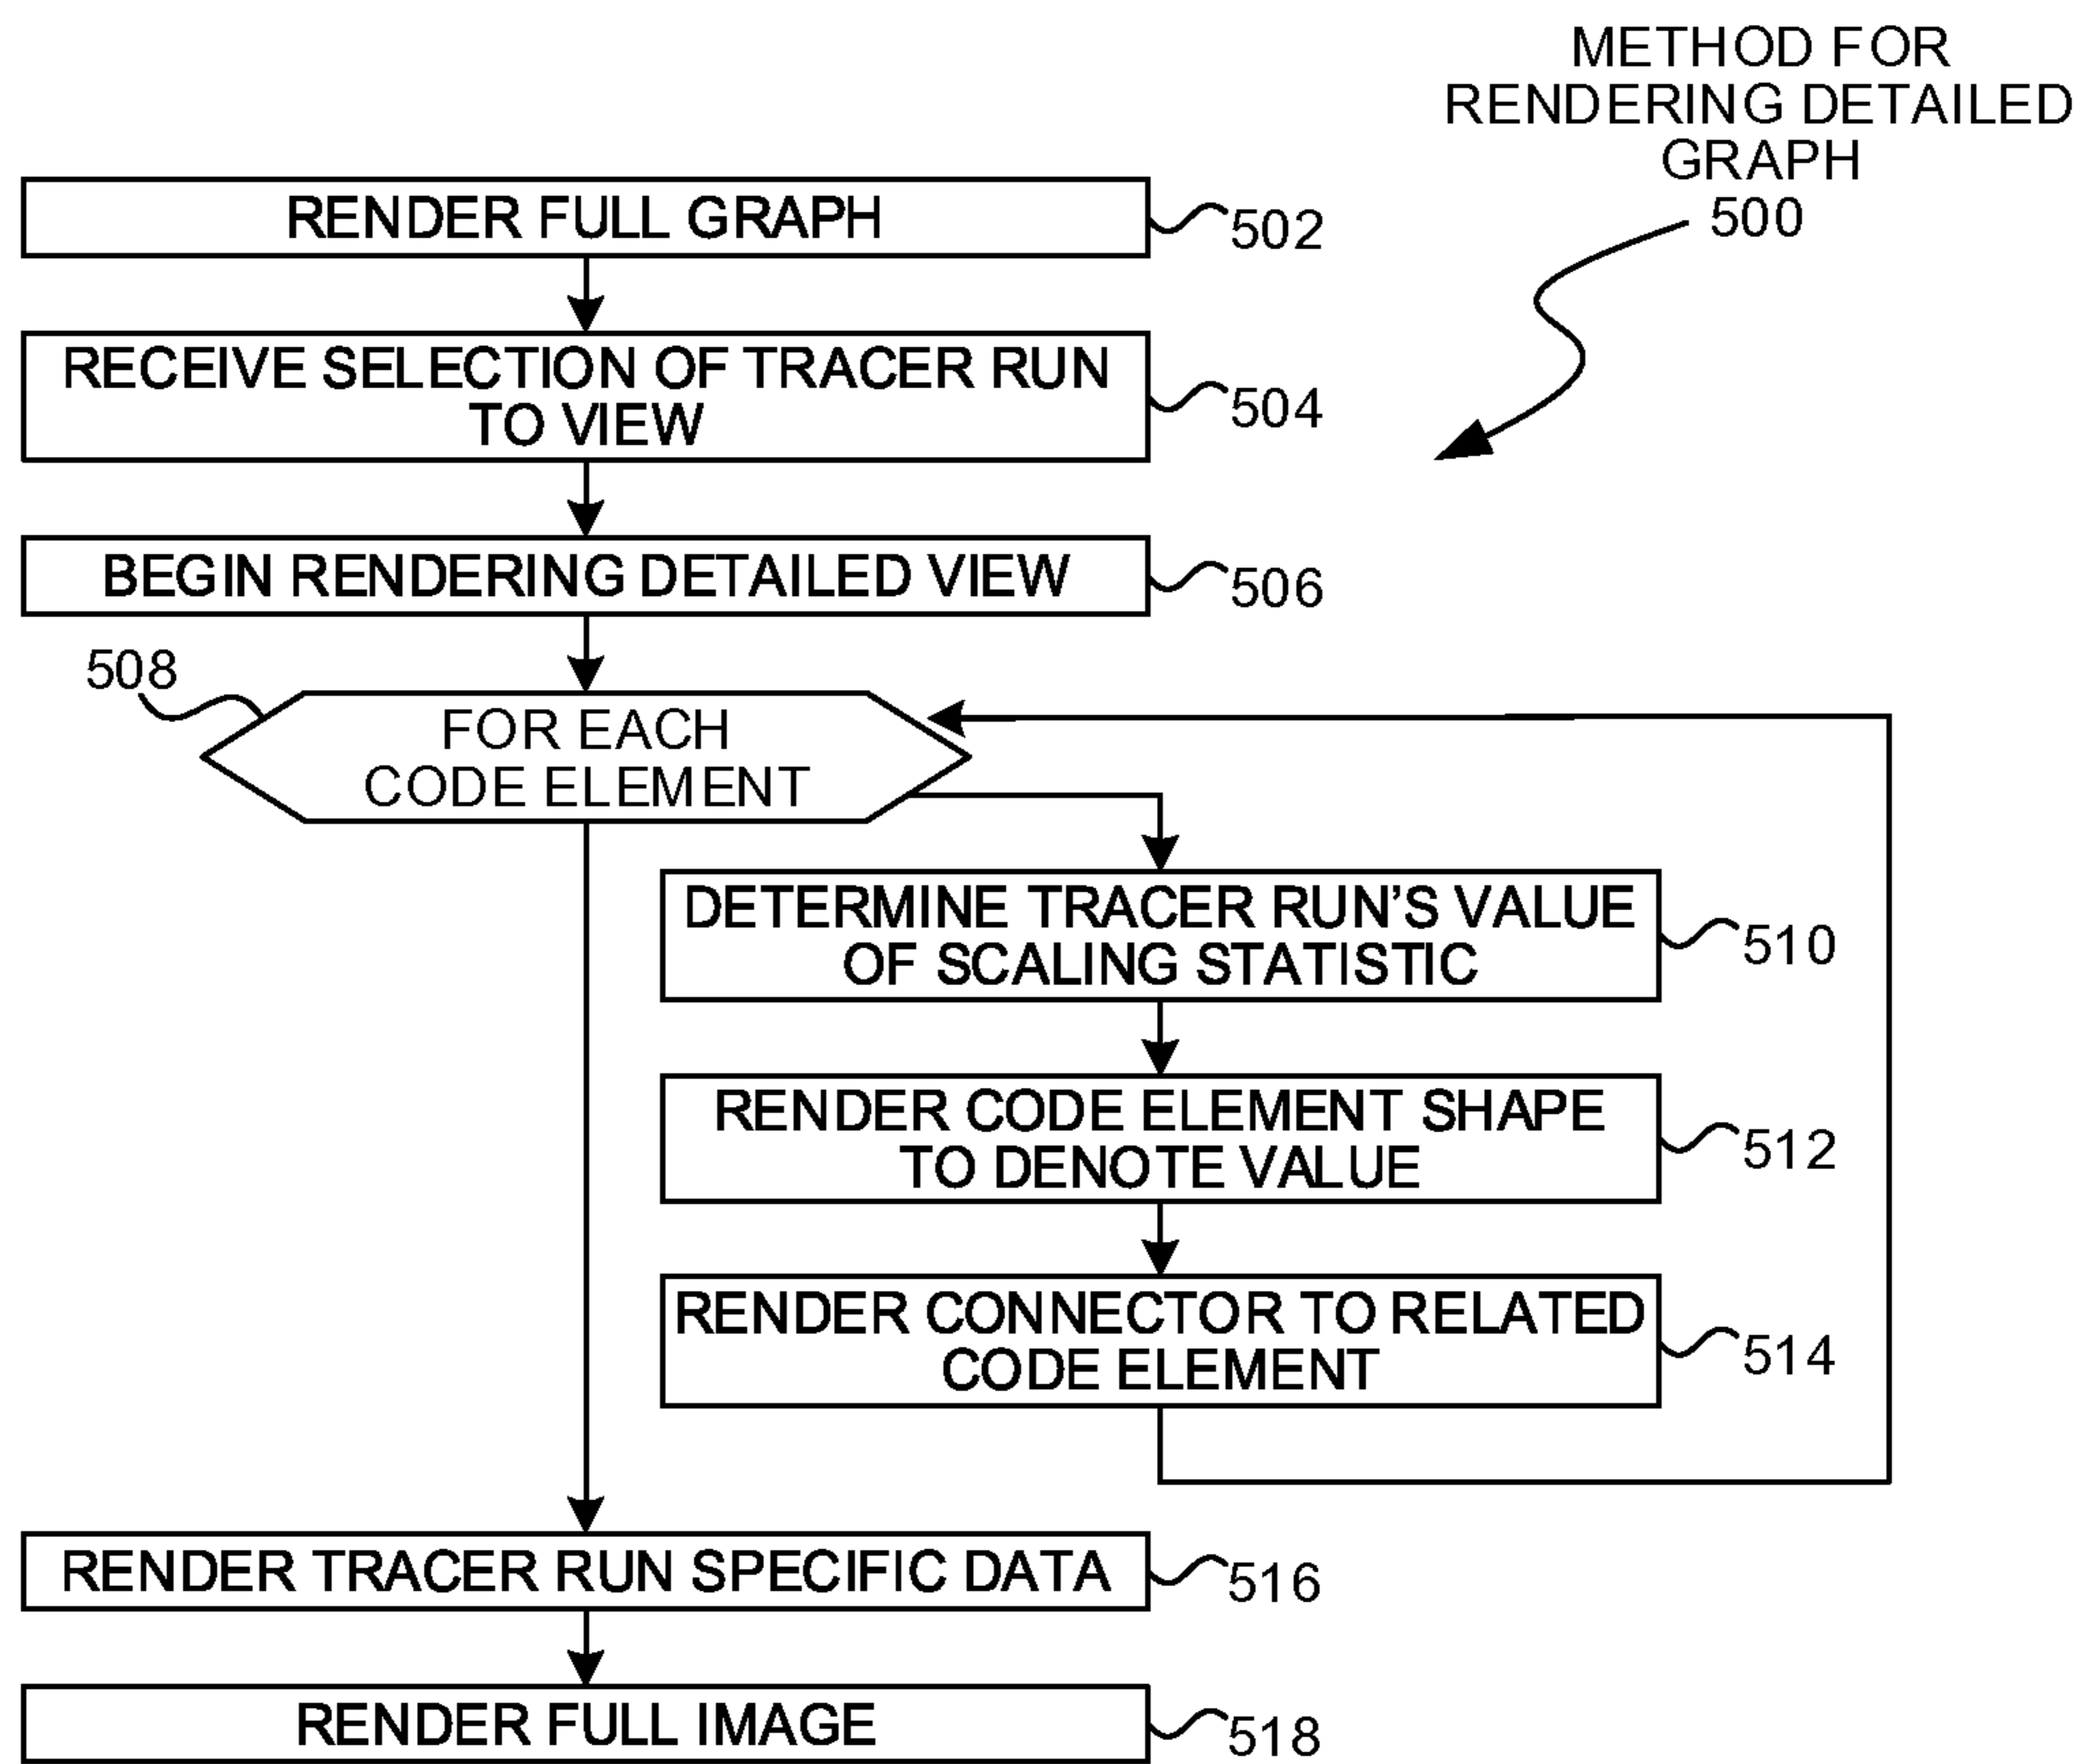 METHOD FOR
RENDERING DETAILED
GRAPH
500
RENDER FULL GRAPH
502
RECEIVE SELECTION OF TRACER RUN
TO VIEW
504
BEGIN RENDERING DETAILED VIEW
506
508
FOR EACH
CODE ELEMENT
DETERMINE TRACER RUN’S VALUE
OF SCALING STATISTIC
510
RENDER CODE ELEMENT SHAPE
TO DENOTE VALUE
512
RENDER CONNECTOR TO RELATED
CODE ELEMENT
514
RENDER TRACER RUN SPECIFIC DATA
516
RENDER FULL IMAGE
518